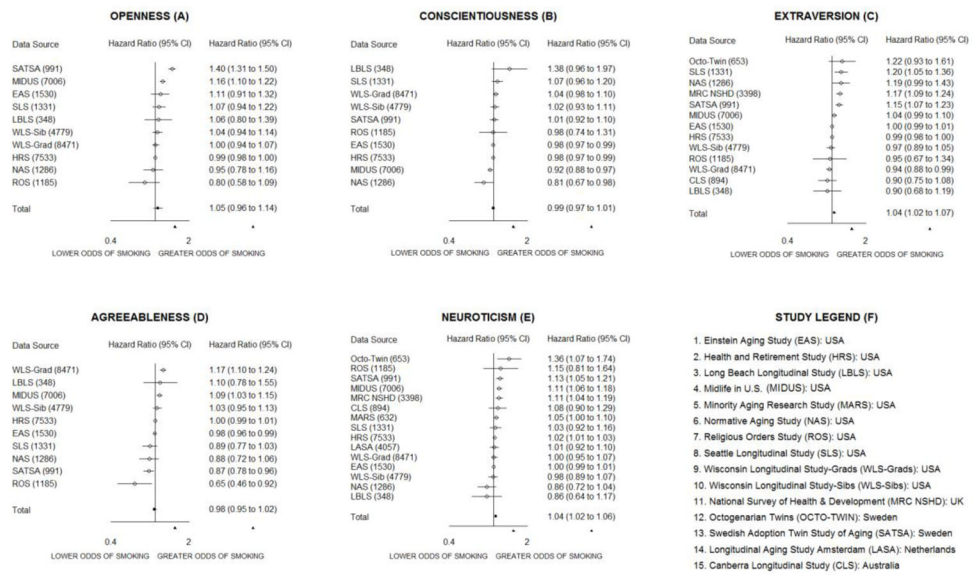 OPENNESS (A)
Data Source Hazard Ratio (95% CI) Hazard Ratio (95% CI)
SATSA (991) 1.40 (1.31 to 1.50)
MIDUS (7006) 1.16 (1.10 to 1.22)
EAS (1530) 1.11 (0.91 to 1.32)
SLS (1331) 1.07 (0.94 to 1.22)
LBLS (348) 1.06 (0.80 to 1.39)
WLS-Sib (4779) 1.04 (0.94 to 1.14)
WLS-Grad (8471) 1.00 (0.94 to 1.07)
HRS (7533) 0.99 (0.98 to 1.00)
NAS (1286) 0.95 (0.78 to 1.16)
ROS (1185) 0.80 (0.58 to 1.09)
Total 1.05 (0.96 to 1.14)
0.4 2
LOWER ODDS OF SMOKING GREATER ODDS OF SMOKING
CONSCIENTIOUSNESS (B)
Data Source Hazard Ratio (95% CI) Hazard Ratio (95% CI)
LBLS (348) 1.38 (0.96 to 1.97)
SLS (1331) 1.07 (0.96 to 1.20)
WLS-Grad (8471) 1.04 (0.98 to 1.10)
WLS-Sib (4779) 1.02 (0.93 to 1.11)
SATSA (991) 1.01 (0.92 to 1.10)
ROS (1185) 0.98 (0.74 to 1.31)
EAS (1530) 0.98 (0.97 to 0.99)
HRS (7533) 0.98 (0.97 to 0.99)
MIDUS (7006) 0.92 (0.88 to 0.97)
NAS (1286) 0.81 (0.67 to 0.98)
Total 0.99 (0.97 to 1.01)
0.4 2
LOWER ODDS OF SMOKING GREATER ODDS OF SMOKING
EXTRAVERSION (C)
Data Source Hazard Ratio (95% CI) Hazard Ratio (95% CI)
Octo-Twin (653) 1.22 (0.93 to 1.61)
SLS (1331) 1.20 (1.05 to 1.36)
NAS (1286) 1.19 (0.99 to 1.43)
MRC NSHD (3398) 1.17 (1.09 to 1.24)
SATSA (991) 1.15 (1.07 to 1.23)
MIDUS (7006) 1.04 (0.99 to 1.10)
EAS (1530) 1.00 (0.99 to 1.01)
HRS (7533) 0.99 (0.98 to 1.00)
WLS-Sib (4779) 0.97 (0.89 to 1.05)
ROS (1185) 0.95 (0.67 to 1.34)
WLS-Grad (8471) 0.94 (0.88 to 0.99)
CLS (894) 0.90 (0.75 to 1.08)
LBLS (348) 0.90 (0.68 to 1.19)
Total 1.04 (1.02 to 1.07)
0.4 2
LOWER ODDS OF SMOKING GREATER ODDS OF SMOKING
AGREEABLENESS (D)
Data Source Hazard Ratio (95% CI) Hazard Ratio (95% CI)
WLS-Grad (8471) 1.17 (1.10 to 1.24)
LBLS (348) 1.10 (0.78 to 1.55)
MIDUS (7006) 1.09 (1.03 to 1.15)
WLS-Sib (4779) 1.03 (0.95 to 1.13)
HRS (7533) 1.00 (0.99 to 1.01)
EAS (1530) 0.98 (0.96 to 0.99)
SLS (1331) 0.89 (0.77 to 1.03)
NAS (1286) 0.88 (0.72 to 1.06)
SATSA (991) 0.87 (0.78 to 0.96)
ROS (1185) 0.65 (0.46 to 0.92)
Total 0.98 (0.95 to 1.02)
0.4 2
LOWER ODDS OF SMOKING GREATER ODDS OF SMOKING
NEUROTICISM (E)
Data Source Hazard Ratio (95% CI) Hazard Ratio (95% CI)
Octo-Twin (653) 1.36 (1.07 to 1.74)
ROS (1185) 1.15 (0.81 to 1.64)
SATSA (991) 1.13 (1.05 to 1.21)
MIDUS (7006) 1.11 (1.06 to 1.18)
MRC NSHD (3398) 1.11 (1.04 to 1.19)
CLS (894) 1.08 (0.90 to 1.29)
MARS (632) 1.05 (1.00 to 1.10)
SLS (1331) 1.03 (0.92 to 1.16)
HRS (7533) 1.02 (1.01 to 1.03)
LASA (4057) 1.01 (0.92 to 1.10)
WLS-Grad (8471) 1.00 (0.95 to 1.07)
EAS (1530) 1.00 (0.99 to 1.01)
WLS-Sib (4779) 0.98 (0.89 to 1.07)
NAS (1286) 0.86 (0.72 to 1.04)
LBLS (348) 0.86 (0.64 to 1.17)
Total 1.04 (1.02 to 1.06)
0.4 2
LOWER ODDS OF SMOKING GREATER ODDS OF SMOKING
STUDY LEGEND (F)
1. Einstein Aging Study (EAS): USA
2. Health and Retirement Study (HRS): USA
3. Long Beach Longitudinal Study (LBLS): USA
4. Midlife in U.S. (MIDUS): USA
5. Minority Aging Research Study (MARS): USA
6. Normative Aging Study (NAS): USA
7. Religious Orders Study (ROS): USA
8. Seattle Longitudinal Study (SLS): USA
9. Wisconsin Longitudinal Study-Grads (WLS-Grads): USA
10. Wisconsin Longitudinal Study-Sibs (WLS-Sibs): USA
11. National Survey of Health & Development (MRC NSHD): UK
12. Octogenarian Twins (OCTO-TWIN): Sweden
13. Swedish Adoption Twin Study of Aging (SATSA): Sweden
14. Longitudinal Aging Study Amsterdam (LASA): Netherlands
15. Canberra Longitudinal Study (CLS): Australia